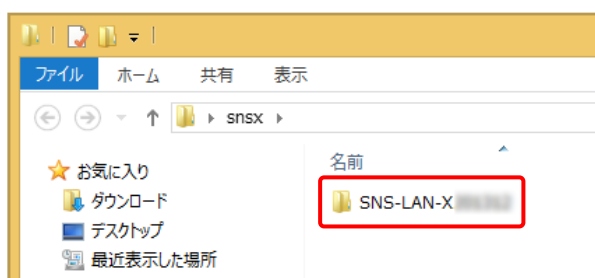 ファイル ホーム 共有 表示
snsx
お気に入り
ダウンロード
デスクトップ
最近表示した場所
名前
SNS-LAN-X